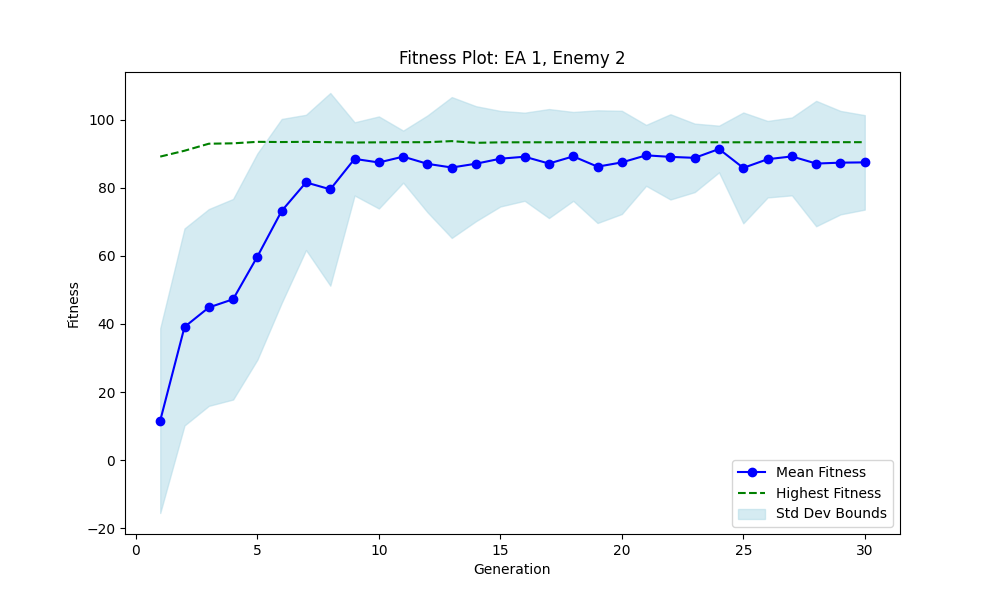 Fitness Plot: EA 1, Enemy 2
Fitness
100
80
60
40
20
0
−20
0 5 10 15 20 25 30
Generation
Mean Fitness
Highest Fitness
Std Dev Bounds